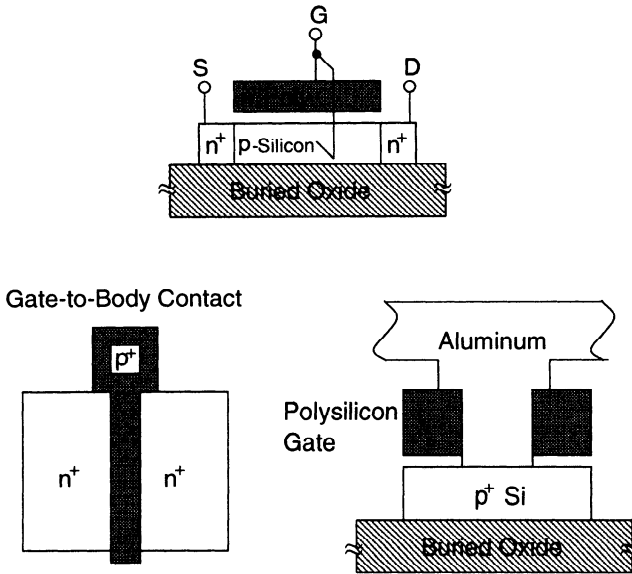 G
S
D
n+
p-Silicon
n+
Buried Oxide
Gate-to-Body Contact
p+
n+
n+
Aluminum
Polysilicon
Gate
p+ Si
Buried Oxide